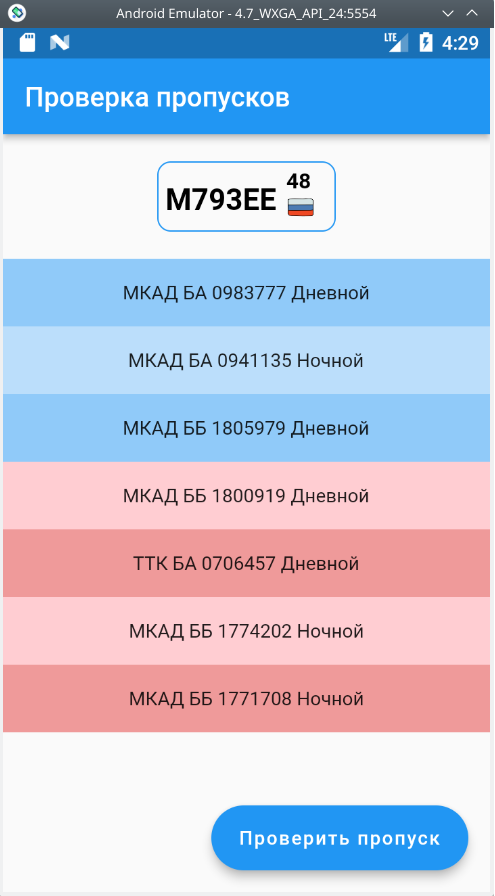 Android Emulator - 4.7_WXGA_API_24:5554
LTE 4:29
Проверка пропусков
М793ЕЕ 48
МКАД БА 0983777 Дневной
МКАД БА 0941135 Ночной
МКАД ББ 1805979 Дневной
МКАД ББ 1800919 Дневной
ТТК БА 0706457 Дневной
МКАД ББ 1774202 Ночной
МКАД ББ 1771708 Ночной
Проверить пропуск